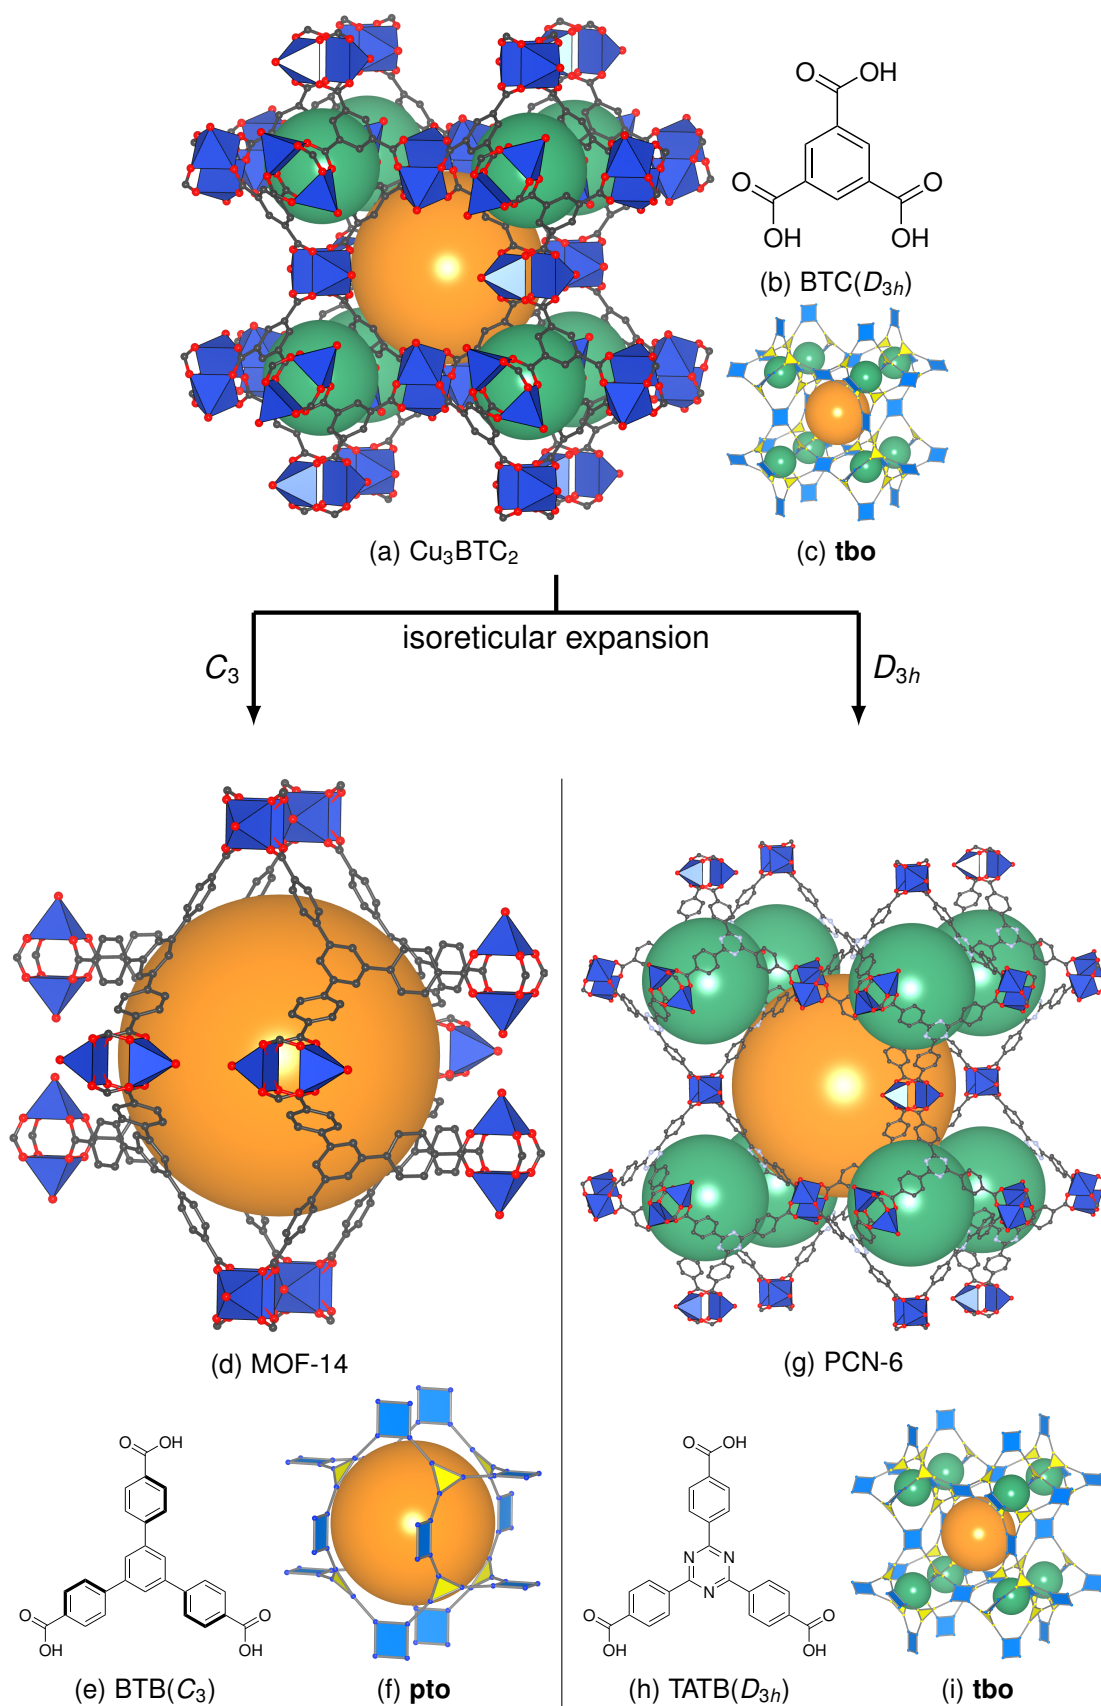 O
OH
O
OH
O
OH
(b) BTC(D3h)
(a) Cu3BTC2
(c) tbo
isoreticular expansion
C3
D3h
(d) MOF-14
(g) PCN-6
O
OH
O
OH
O
OH
(e) BTB(C3)
(f) pto
O
OH
N
N
N
O
OH
O
OH
(h) TATB(D3h)
(i) tbo